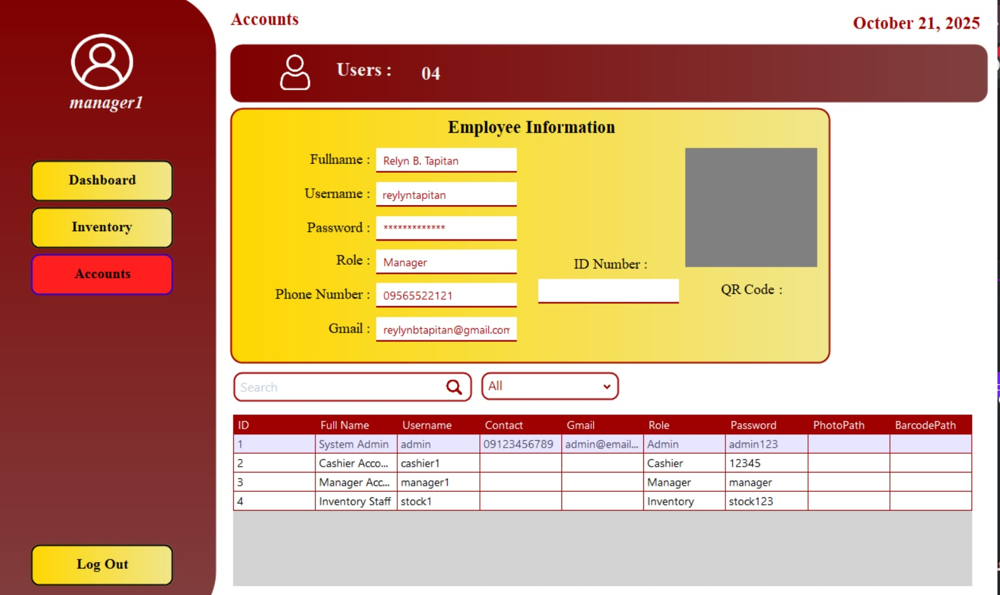 manager1
Dashboard
Inventory
Accounts
Log Out
Accounts
October 21, 2025
Users : 04
Employee Information
Fullname : Relyn B. Tapitan
Username : reylyntapitan
Password : *************
Role : Manager
Phone Number : 09565522121
Gmail : reylynbtapitan@gmail.com
ID Number :
QR Code :
Search
All
ID Full Name Username Contact Gmail Role Password PhotoPath BarcodePath
1 System Admin admin 09123456789 admin@email... Admin admin123
2 Cashier Acco... cashier1 Cashier 12345
3 Manager Acc... manager1 Manager manager
4 Inventory Staff stock1 Inventory stock123